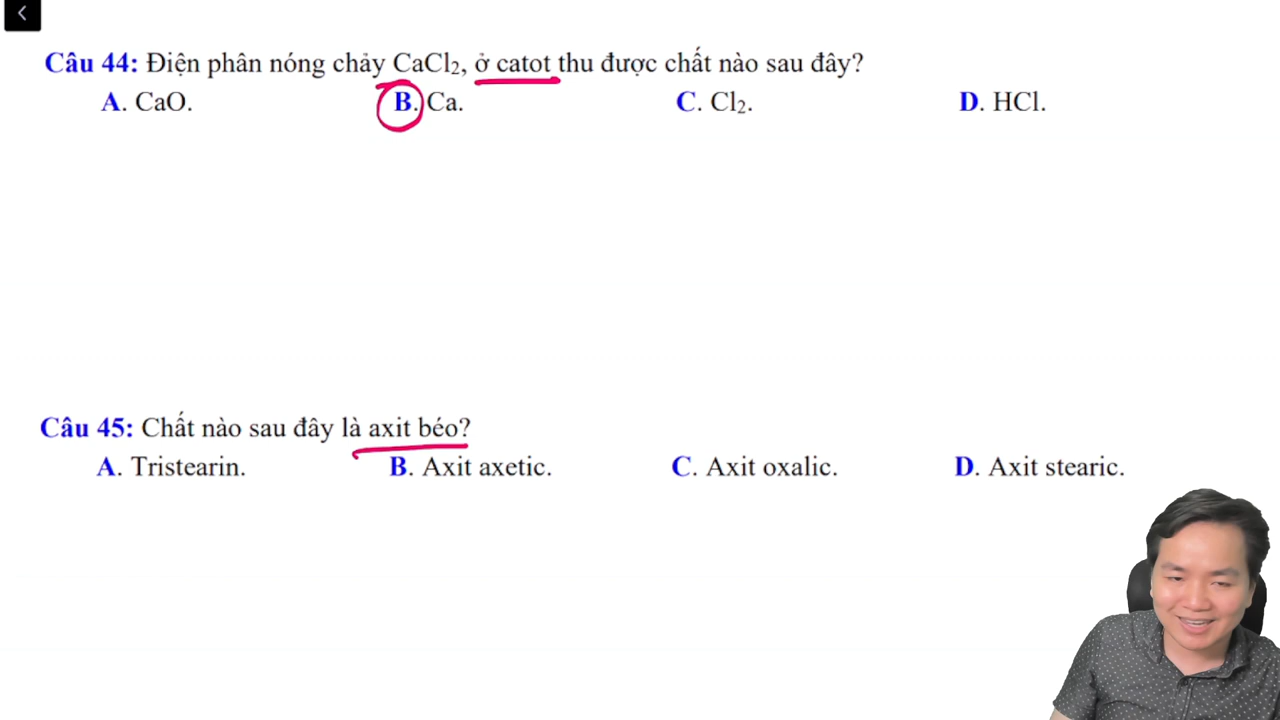 Câu 44: Điện phân nóng chảy CaCl₂, ở catot thu được chất nào sau đây?
A. CaO. B. Ca. C. Cl₂. D. HCl.
Câu 45: Chất nào sau đây là axit béo?
A. Tristearin. B. Axit axetic. C. Axit oxalic. D. Axit stearic.